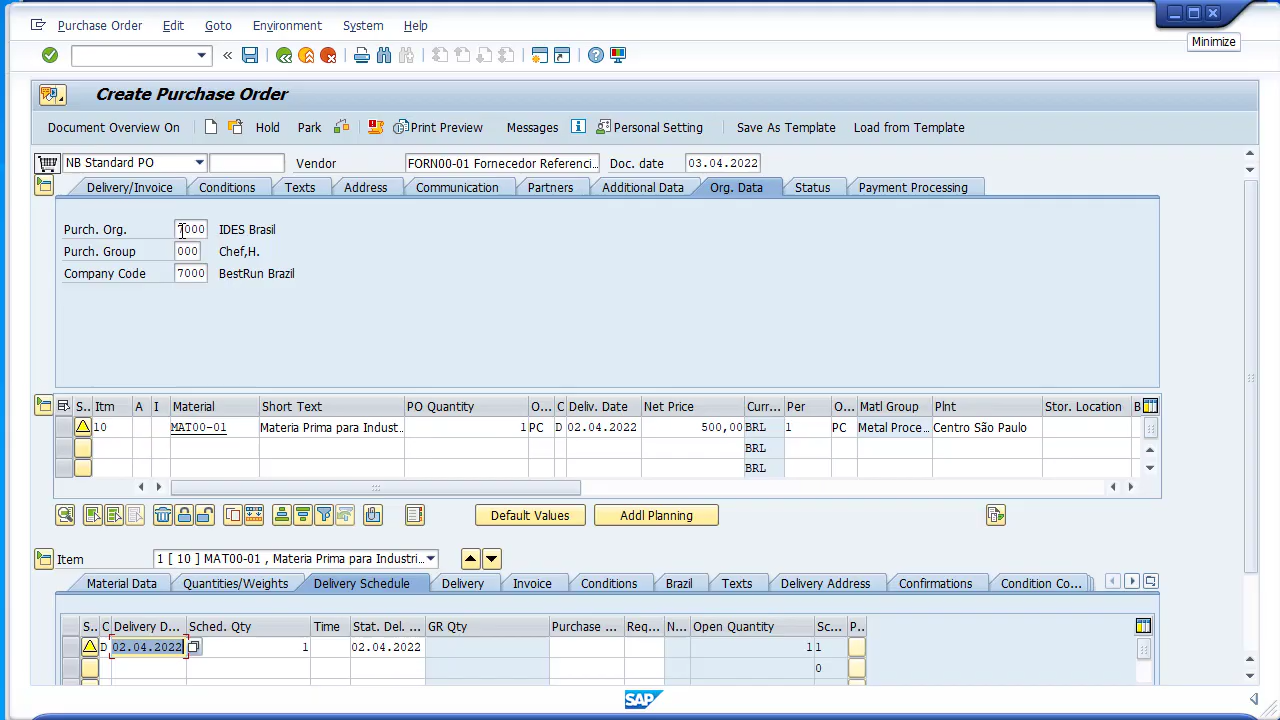 Purchase Order Edit Goto Environment System Help
Minimize
Create Purchase Order
Document Overview On Hold Park Print Preview Messages Personal Setting Save As Template Load from Template
NB Standard PO Vendor FORN00-01 Fornecedor Referenci... Doc. date 03.04.2022
Delivery/Invoice Conditions Texts Address Communication Partners Additional Data Org. Data Status Payment Processing
Purch. Org. 7000 IDES Brasil
Purch. Group 000 Chef,H.
Company Code 7000 BestRun Brazil
S.. Itm A I Material Short Text PO Quantity O... C Deliv. Date Net Price Curr... Per O... Matl Group Plnt Stor. Location B
10 MAT00-01 Materia Prima para Indust.. 1 PC D 02.04.2022 500,00 BRL 1 PC Metal Proce... Centro São Paulo
BRL
BRL
Default Values Addl Planning
Item 1 [ 10 ] MAT00-01 , Materia Prima para Industri...
Material Data Quantities/Weights Delivery Schedule Delivery Invoice Conditions Brazil Texts Delivery Address Confirmations Condition Co...
S.. C Delivery D... Sched. Qty Time Stat. Del. ... GR Qty Purchase ... Req... N... Open Quantity Sc... P..
D 02.04.2022 1 02.04.2022 1 1
0
SAP